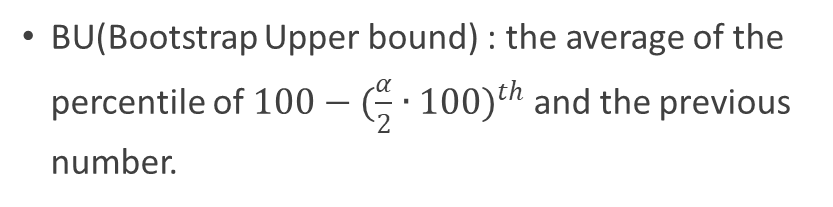 • BU(Bootstrap Upper bound) : the average of the
percentile of 100 − (α/2 · 100)^th and the previous
number.